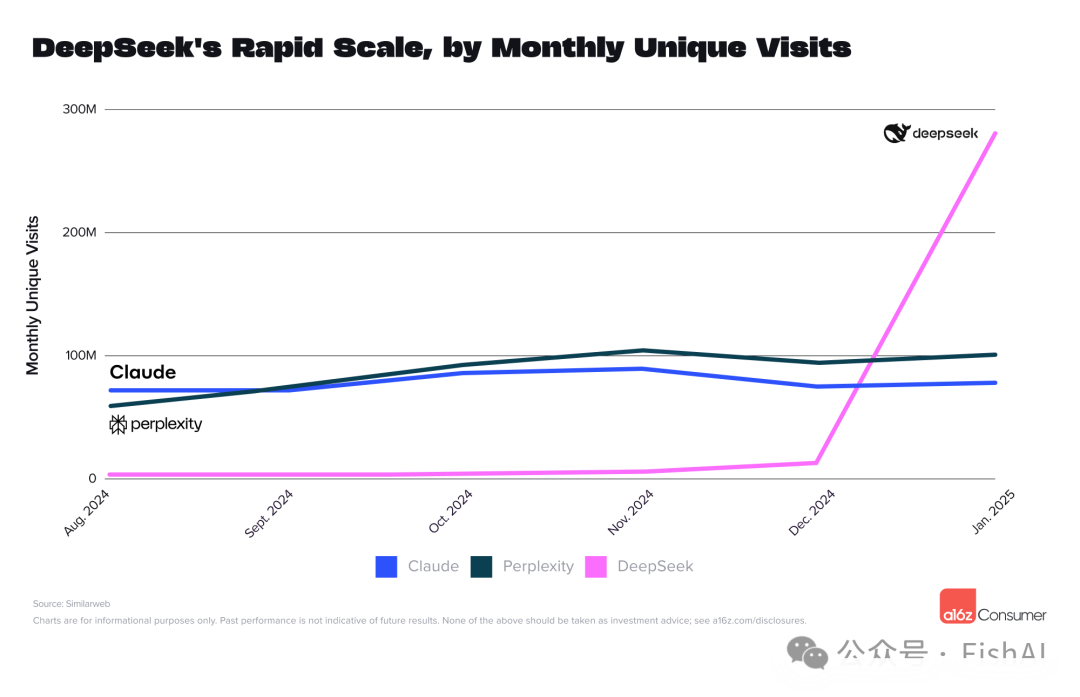 DeepSeek's Rapid Scale, by Monthly Unique Visits
Monthly Unique Visits
300M
200M
100M
0
deepseek
Claude
perplexity
Aug. 2024
Sept. 2024
Oct. 2024
Nov. 2024
Dec. 2024
Jan. 2025
Claude
Perplexity
DeepSeek
Source: Similarweb
Charts are for informational purposes only. Past performance is not indicative of future results. None of the above should be taken as investment advice; see a16z.com/disclosures.
a16z Consumer
公众号 · FishAI